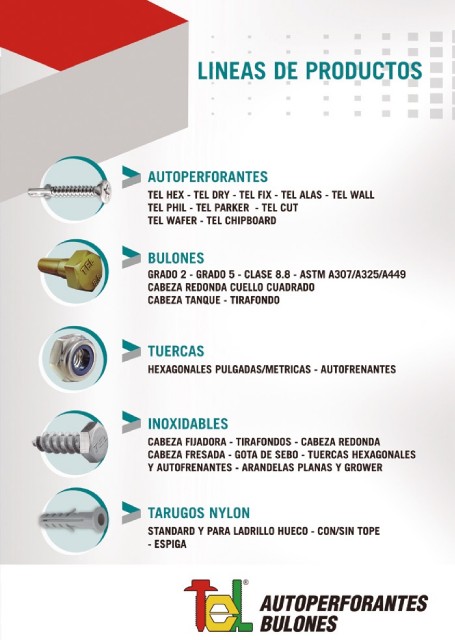 LINEAS DE PRODUCTOS
AUTOPERFORANTES
TEL HEX - TEL DRY - TEL FIX - TEL ALAS - TEL WALL
TEL PHIL - TEL PARKER - TEL CUT
TEL WAFER - TEL CHIPBOARD
BULONES
GRADO 2 - GRADO 5 - CLASE 8.8 - ASTM A307/A325/A449
CABEZA REDONDA CUELLO CUADRADO
CABEZA TANQUE - TIRAFONDO
TUERCAS
HEXAGONALES PULGADAS/METRICAS - AUTOFRENANTES
INOXIDABLES
CABEZA FIJADORA - TIRAFONDOS - CABEZA REDONDA
CABEZA FRESADA - GOTA DE SEBO - TUERCAS HEXAGONALES
Y AUTOFRENANTES - ARANDELAS PLANAS Y GROWER
TARUGOS NYLON
STANDARD Y PARA LADRILLO HUECO - CON/SIN TOPE
- ESPIGA
TEL®
AUTOPERFORANTES
BULONES